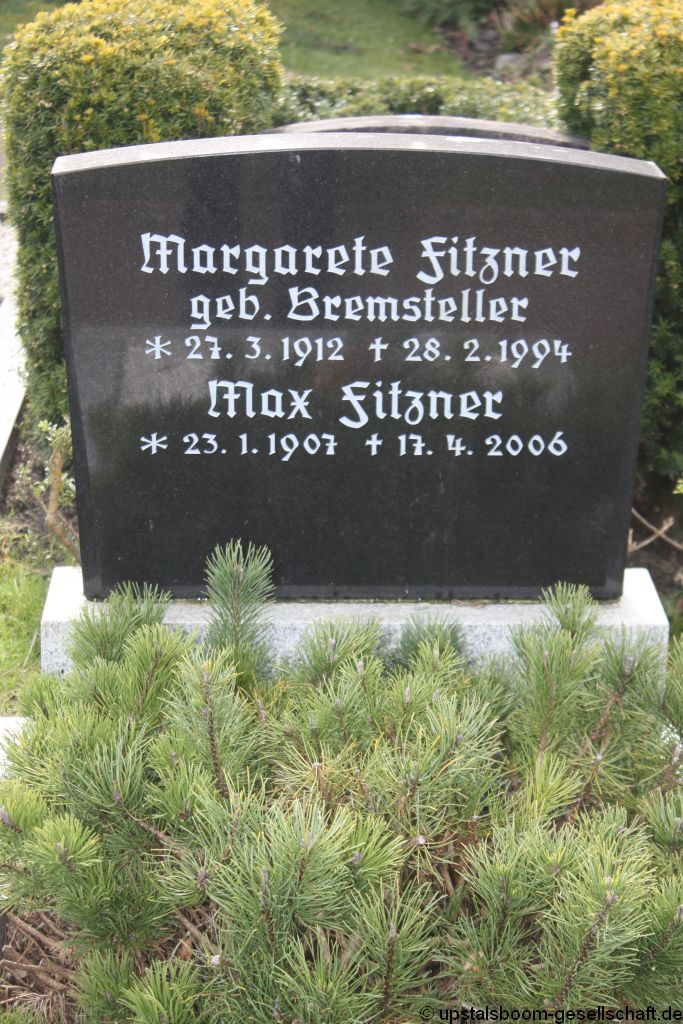 Margarete Fitzner
geb. Bremsteller
* 27. 3. 1912 † 28. 2. 1994
Max Fitzner
* 23. 1. 1907 † 17. 4. 2006
© upstalsboom-gesellschaft.de